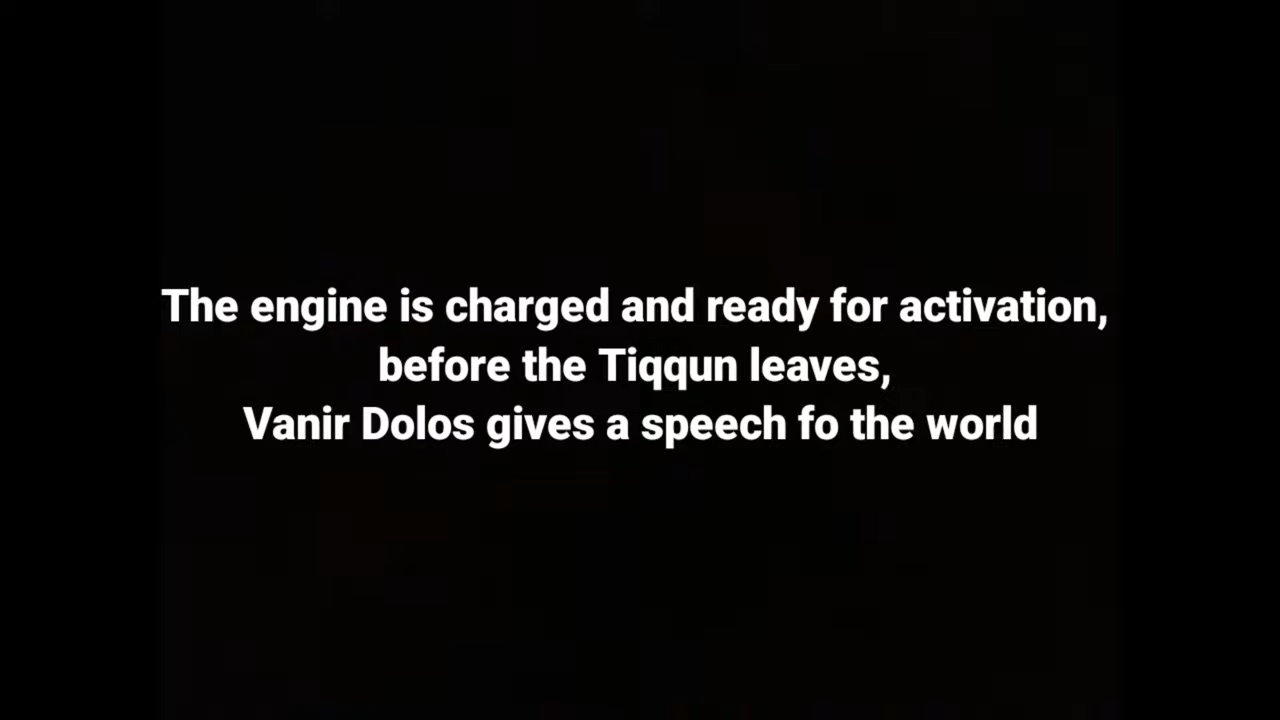 The engine is charged and ready for activation,
before the Tiqqun leaves,
Vanir Dolos gives a speech fo the world